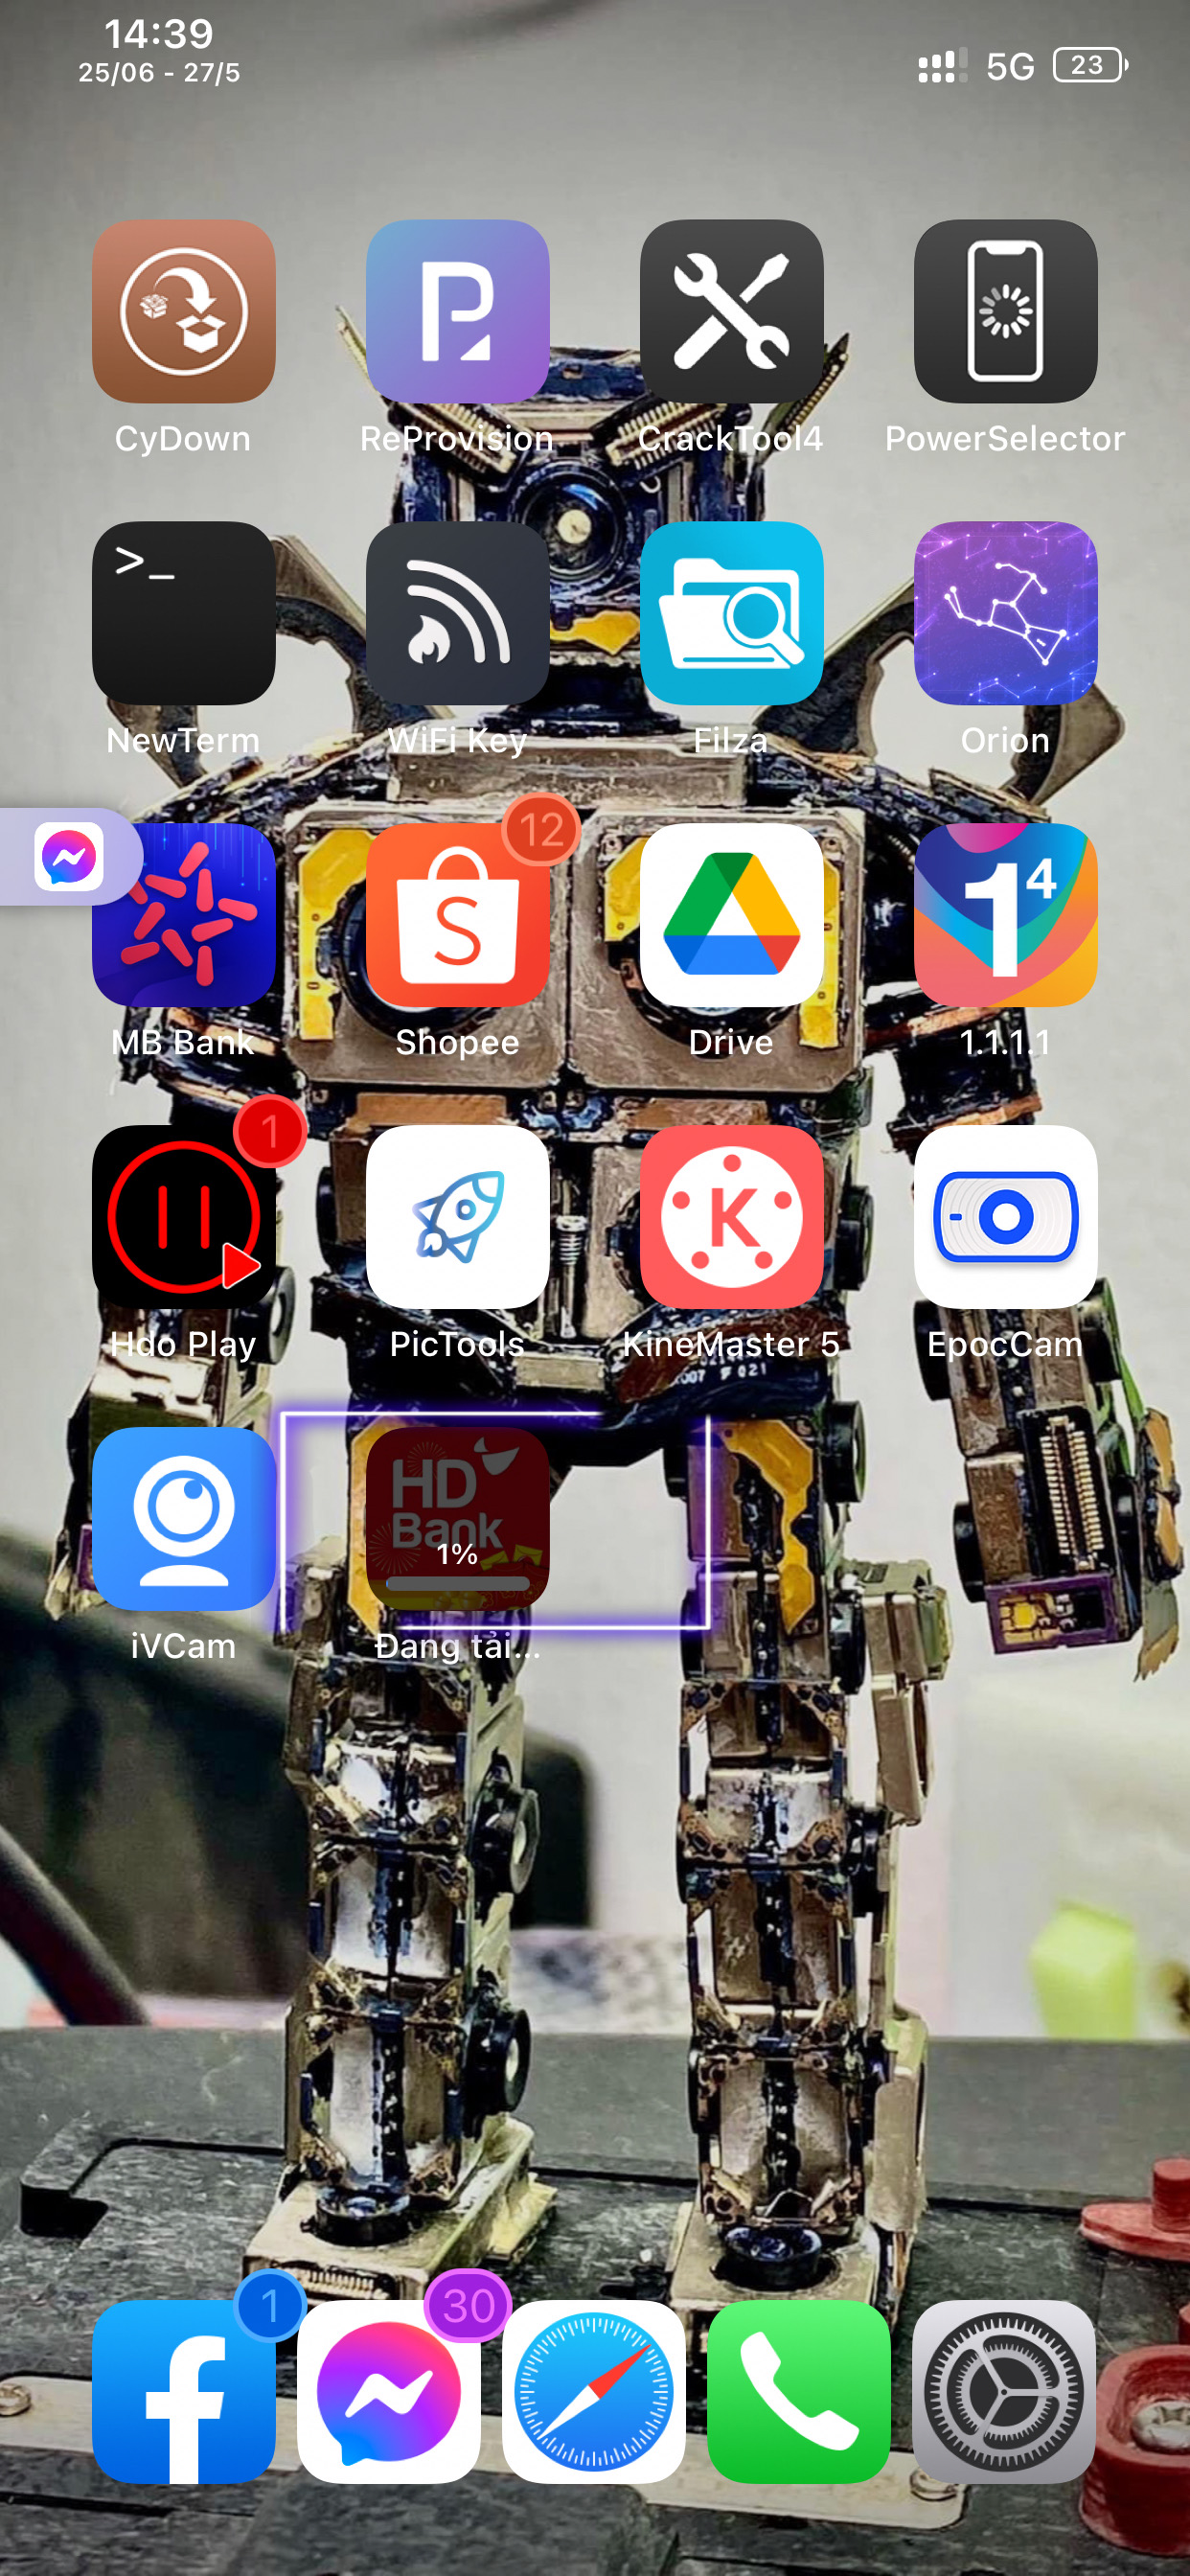 14:39
25/06 - 27/5
5G
23
CyDown
ReProvision
CrackTool4
PowerSelector
>_
NewTerm
WiFi Key
Filza
Orion
12
S
1⁴
MB Bank
Shopee
Drive
1.1.1.1
1
K
Hdo Play
PicTools
KineMaster 5
EpocCam
2007
021
HD
Bank
1%
iVCam
Đang tải...
1
30